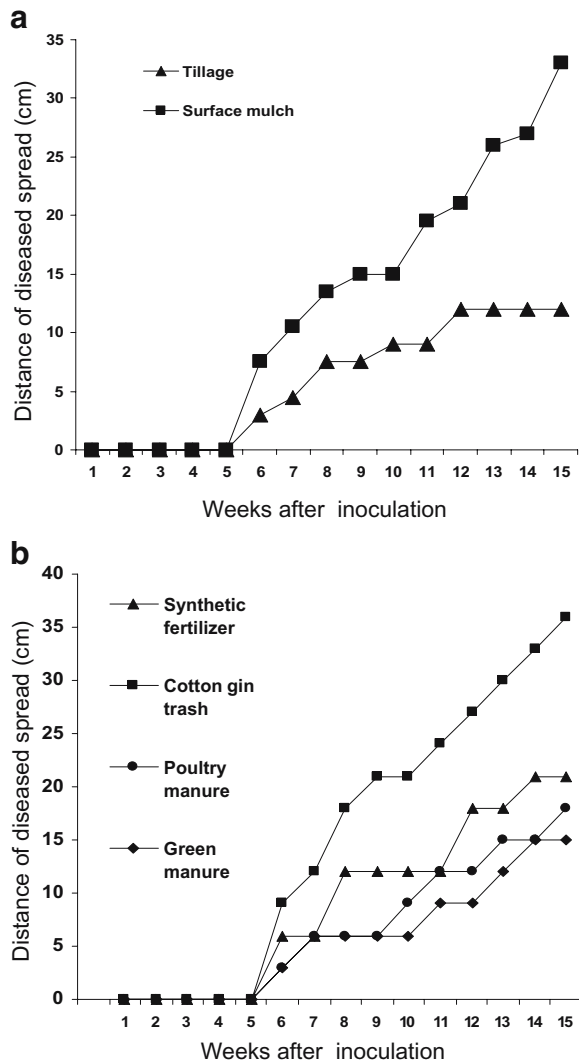 a
Distance of diseased spread (cm)
35
30
25
20
15
10
5
0
Tillage
Surface mulch
1 2 3 4 5 6 7 8 9 10 11 12 13 14 15
Weeks after inoculation
b
Distance of diseased spread (cm)
40
35
30
25
20
15
10
5
0
Synthetic
fertilizer
Cotton gin
trash
Poultry
manure
Green
manure
1 2 3 4 5 6 7 8 9 10 11 12 13 14 15
Weeks after inoculation